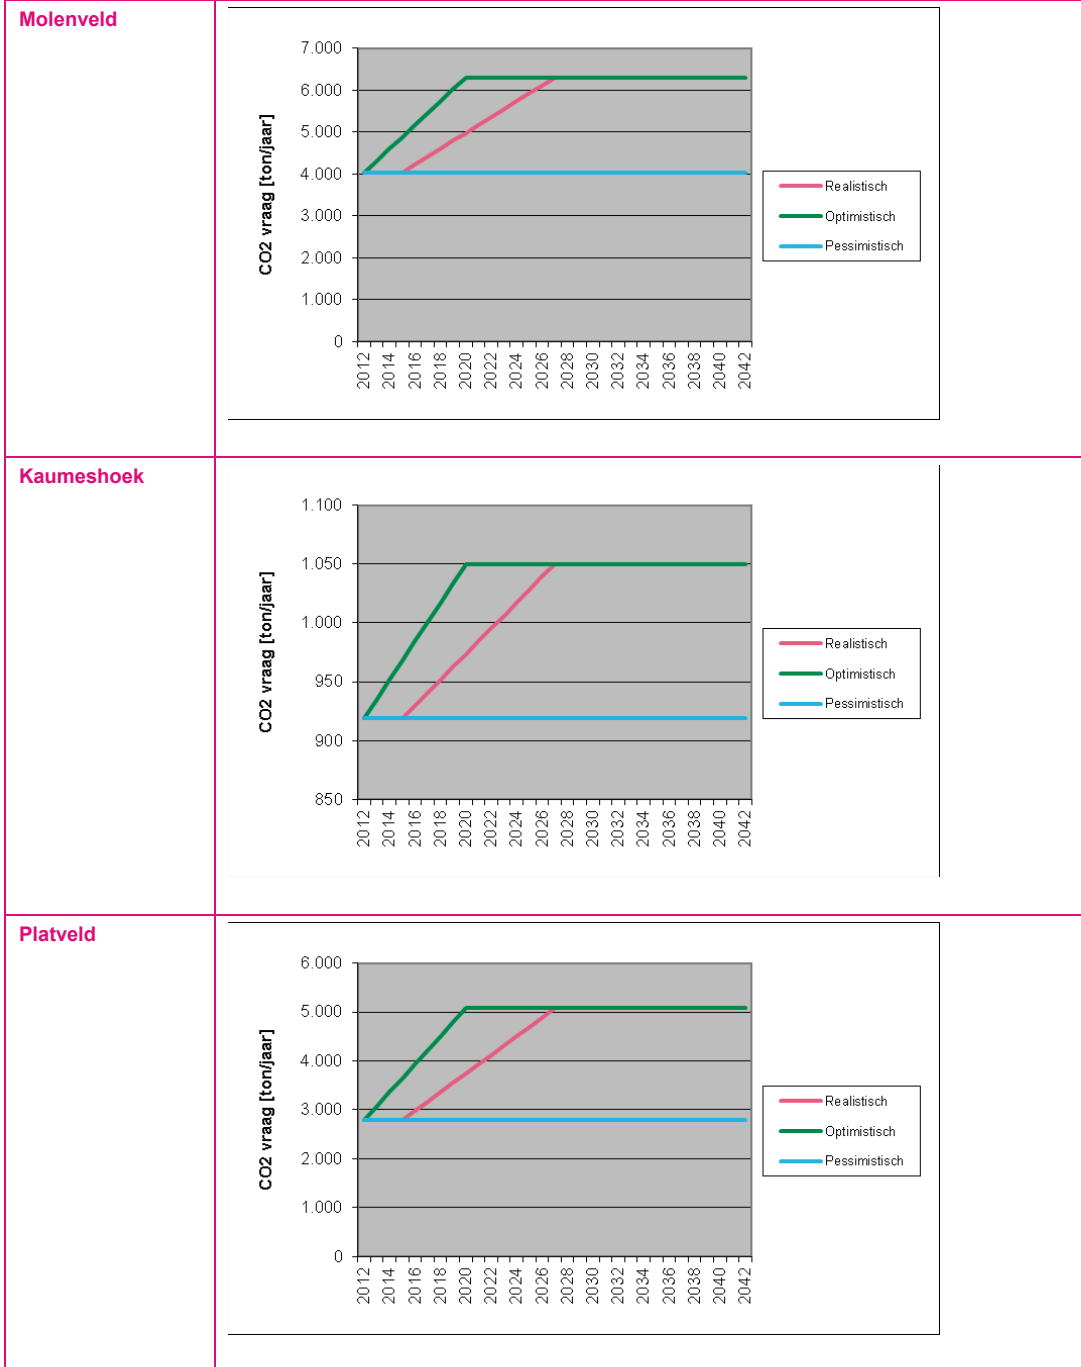 Molenveld
CO2 vraag [ton/jaar]
7.000
6.000
5.000
4.000
3.000
2.000
1.000
0
2012 2014 2016 2018 2020 2022 2024 2026 2028 2030 2032 2034 2036 2038 2040 2042
Realistisch
Optimistisch
Pessimistisch
Kaumeshoek
CO2 vraag [ton/jaar]
1.100
1.050
1.000
950
900
850
2012 2014 2016 2018 2020 2022 2024 2026 2028 2030 2032 2034 2036 2038 2040 2042
Realistisch
Optimistisch
Pessimistisch
Platveld
CO2 vraag [ton/jaar]
6.000
5.000
4.000
3.000
2.000
1.000
0
2012 2014 2016 2018 2020 2022 2024 2026 2028 2030 2032 2034 2036 2038 2040 2042
Realistisch
Optimistisch
Pessimistisch